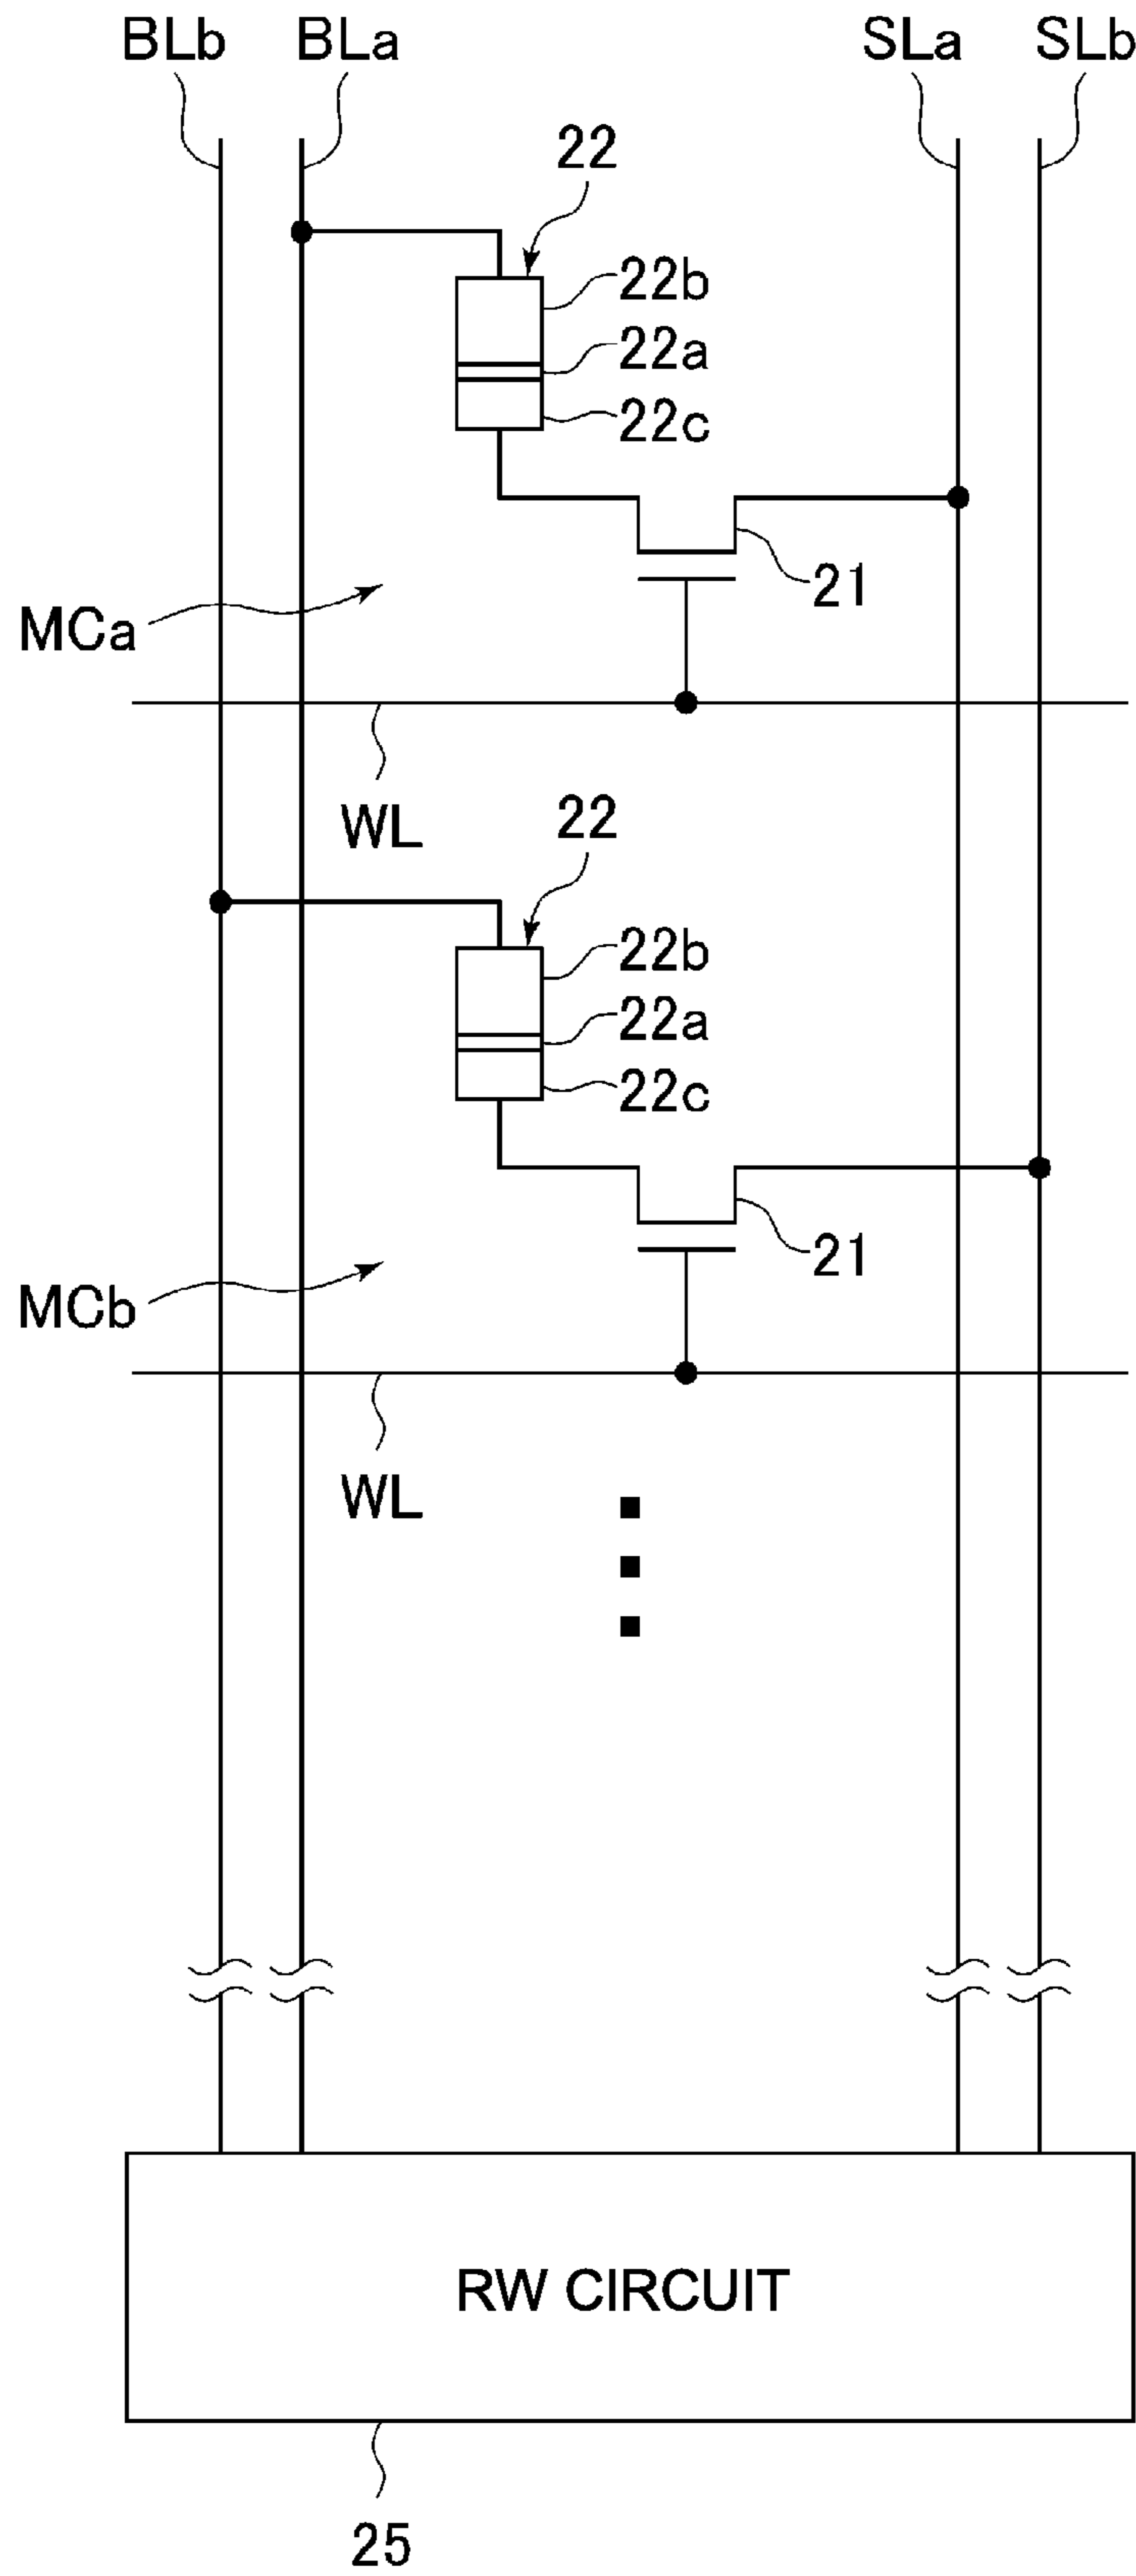 BLb BLa SLa SLb
22
22b
22a
22c
21
MCa
WL
22
22b
22a
22c
21
MCb
WL
RW CIRCUIT
25